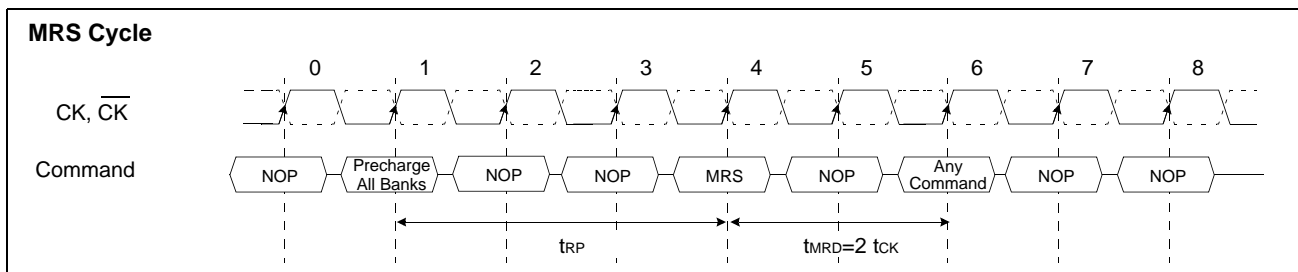 MRS Cycle
0 1 2 3 4 5 6 7 8
CK, C̅K̅
Command
NOP Precharge All Banks NOP NOP MRS NOP Any Command NOP NOP
tRP tMRD=2 tCK